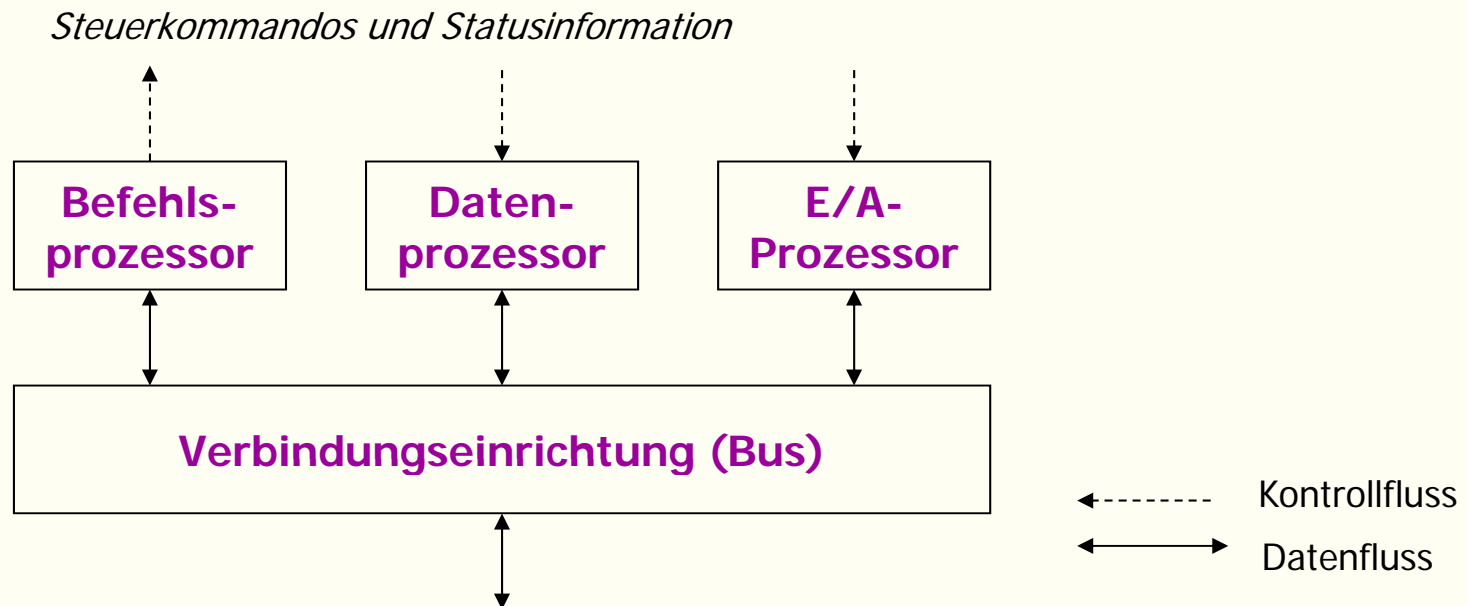 Steuerkommandos und Statusinformation
Befehls-
prozessor
Daten-
prozessor
E/A-
Prozessor
Verbindungseinrichtung (Bus)
Kontrollfluss
Datenfluss